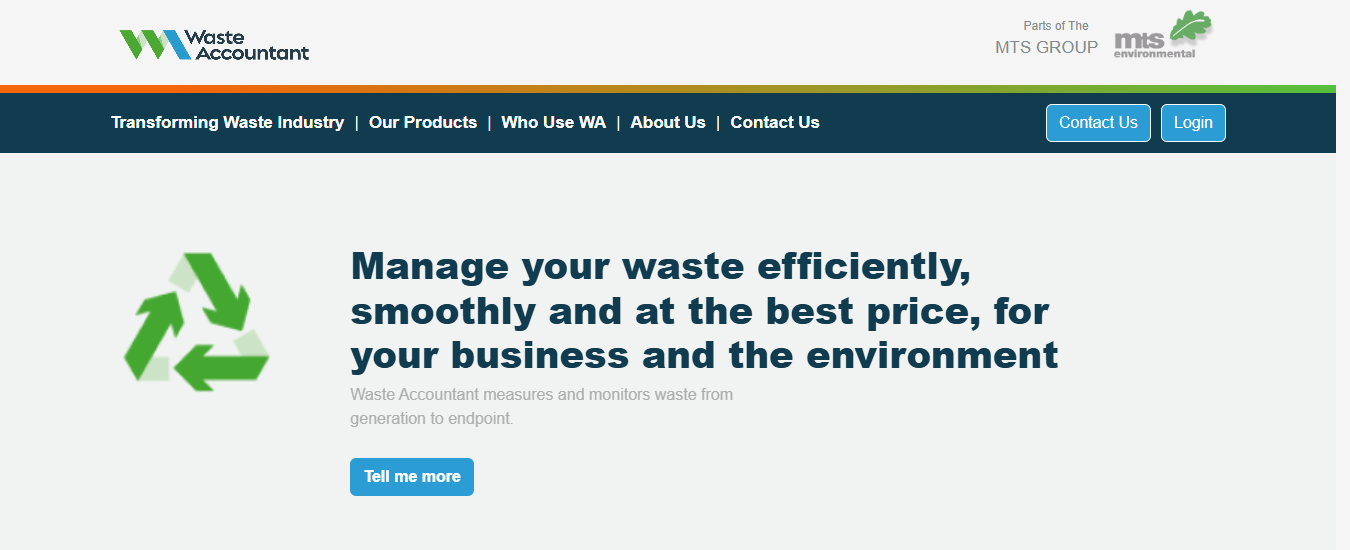 Waste
Accountant
Parts of The
MTS GROUP
mts
environmental
Transforming Waste Industry | Our Products | Who Use WA | About Us | Contact Us
Contact Us
Login
Manage your waste efficiently,
smoothly and at the best price, for
your business and the environment
Waste Accountant measures and monitors waste from
generation to endpoint.
Tell me more